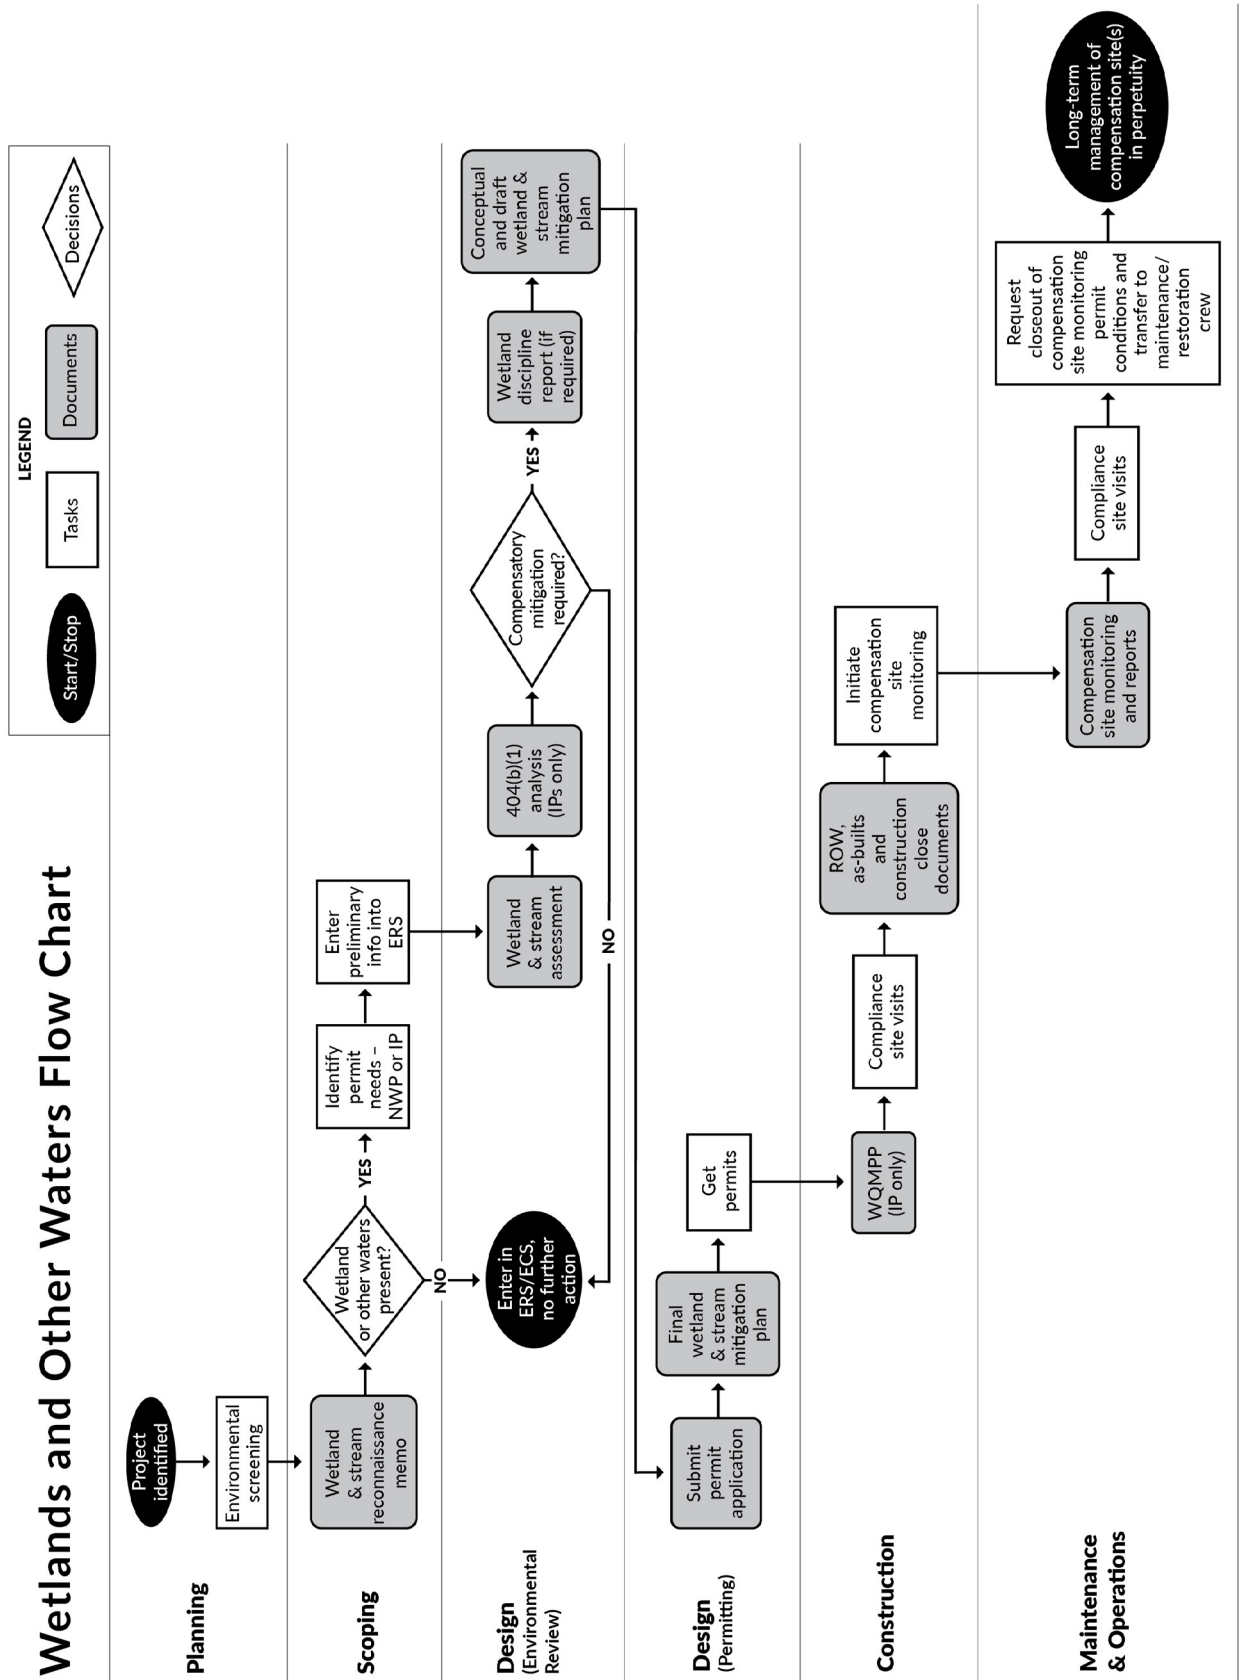 Wetlands and Other Waters Flow Chart
LEGEND
Start/Stop
Tasks
Documents
Decisions
Planning
Project
identified
Environmental
screening
Scoping
Wetland
& stream
reconnaissance
memo
Wetland
or other waters
present?
YES
NO
Identify
permit
needs –
NWP or IP
Enter
preliminary
info into
ERS
Design
(Environmental
Review)
Enter in
ERS/ECS,
no further
action
Wetland
& stream
assessment
404(b)(1)
analysis
(IPs only)
Compensatory
mitigation
required?
YES
NO
Wetland
discipline
report (if
required)
Conceptual
and draft
wetland &
stream
mitigation
plan
Design
(Permitting)
Submit
permit
application
Final
wetland
& stream
mitigation
plan
Get
permits
Construction
WQMPP
(IP only)
Compliance
site visits
ROW,
as-builts
and
construction
close
documents
Initiate
compensation
site
monitoring
Maintenance
& Operations
Compensation
site monitoring
and reports
Compliance
site visits
Request
closeout of
compensation
site monitoring
permit
conditions and
transfer to
maintenance/
restoration
crew
Long-term
management of
compensation site(s)
in perpetuity